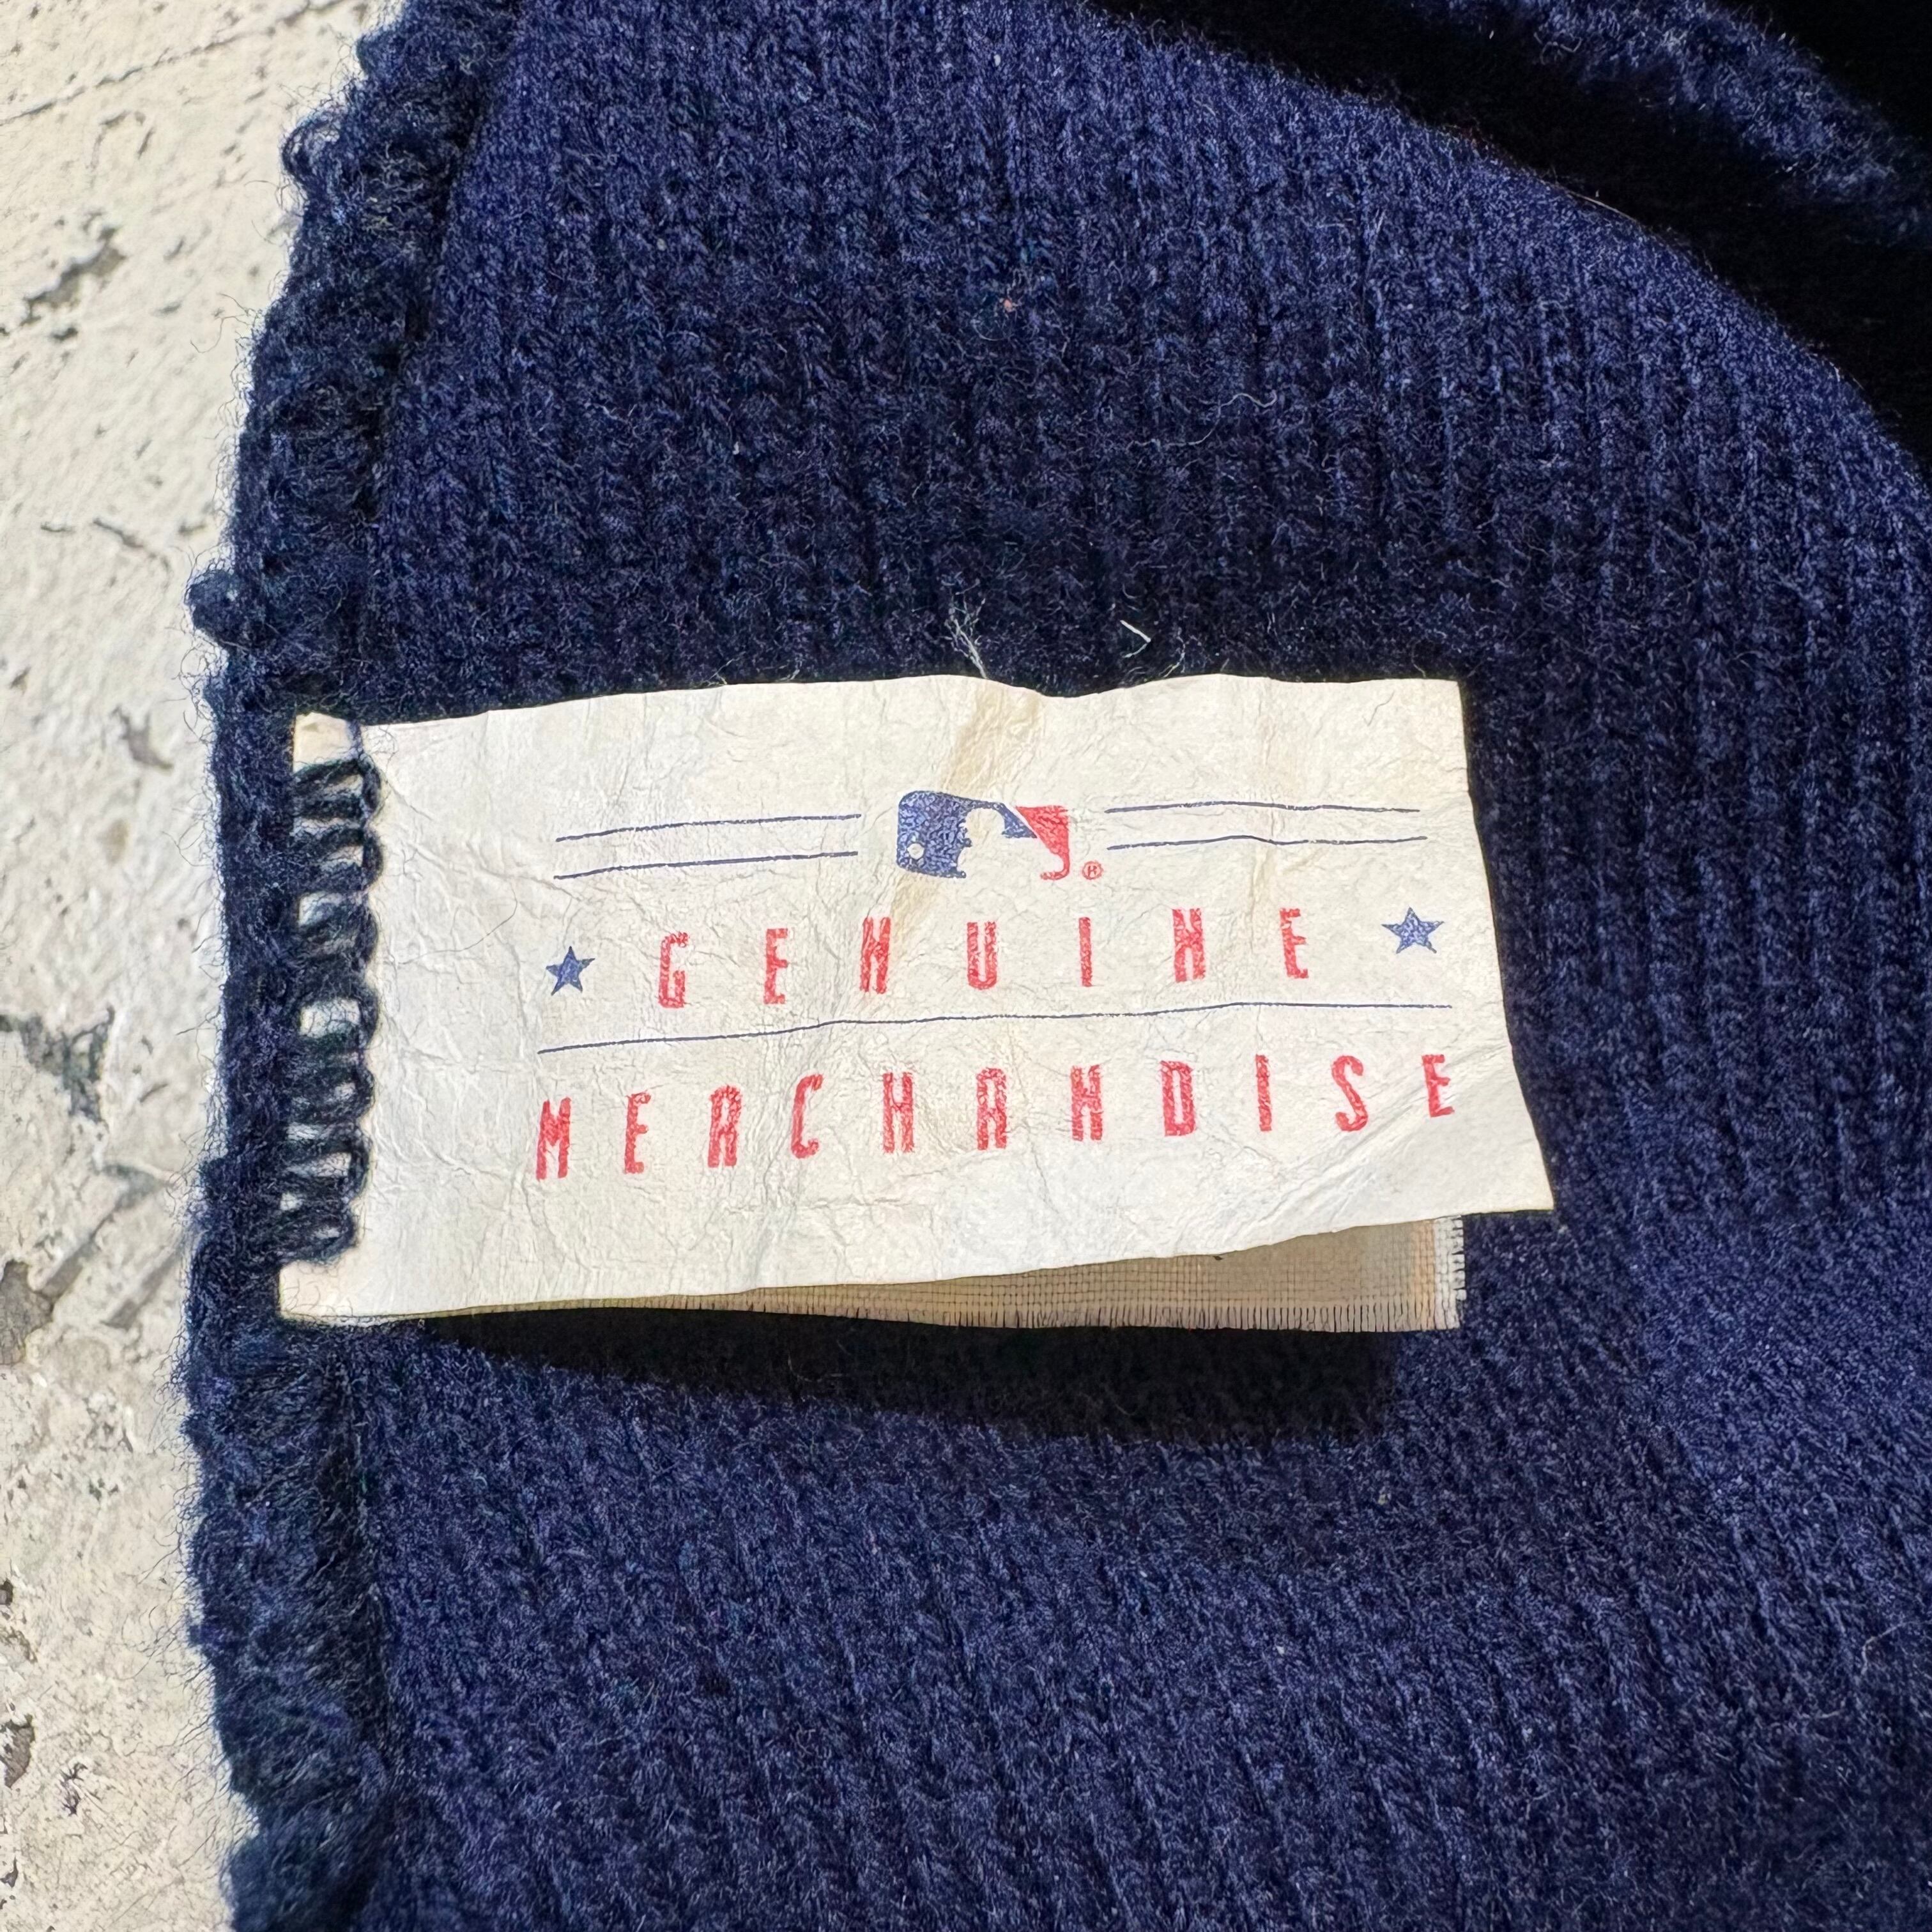 ®
★ GENUINE ★
MERCHANDISE